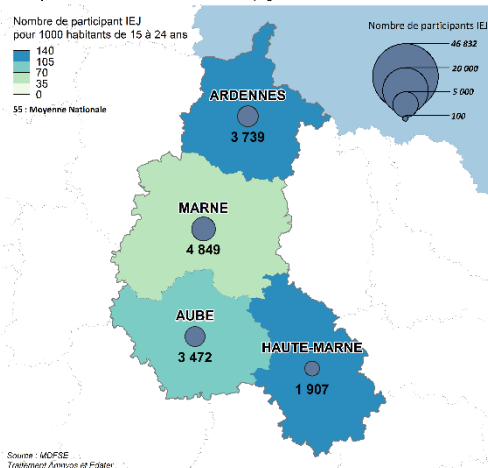 Nombre de participant IEJ
pour 1000 habitants de 15 à 24 ans
140
105
70
35
0
55 : Moyenne Nationale
Nombre de participants IEJ
46 832
20 000
5 000
100
ARDENNES
3 739
MARNE
4 849
AUBE
3 472
HAUTE-MARNE
1 907
Source : MDFSE
Traitement Amnyos et Edater